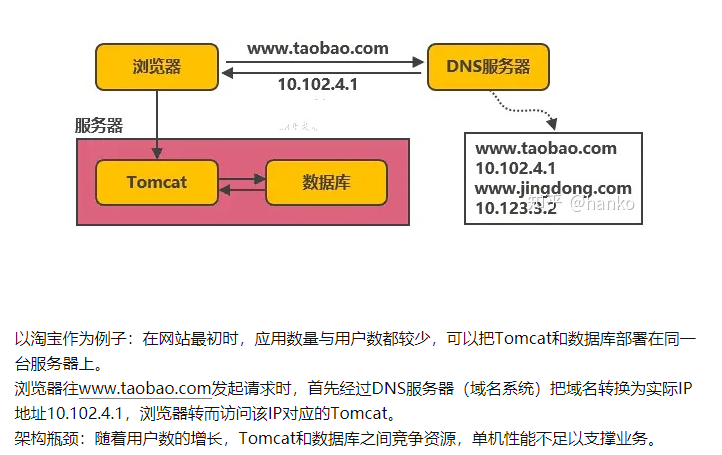 www.taobao.com
浏览器
DNS服务器
10.102.4.1
服务器
Tomcat
数据库
www.taobao.com
10.102.4.1
www.jingdong.com
10.123.3.2
知乎 @hanko
以淘宝作为例子：在网站最初时，应用数量与用户数都较少，可以把Tomcat和数据库部署在同一
台服务器上。
浏览器往www.taobao.com发起请求时，首先经过DNS服务器（域名系统）把域名转换为实际IP
地址10.102.4.1，浏览器转而访问该IP对应的Tomcat。
架构瓶颈：随着用户数的增长，Tomcat和数据库之间竞争资源，单机性能不足以支撑业务。